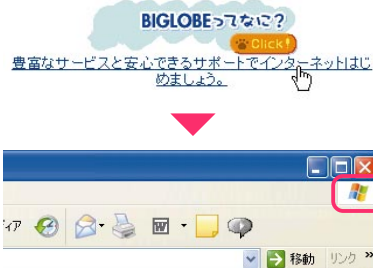 BIGLOBEってなに?
Click!
豊富なサービスと安心できるサポートでインターネットはじ
めましょう。
ィア
移動 リンク »